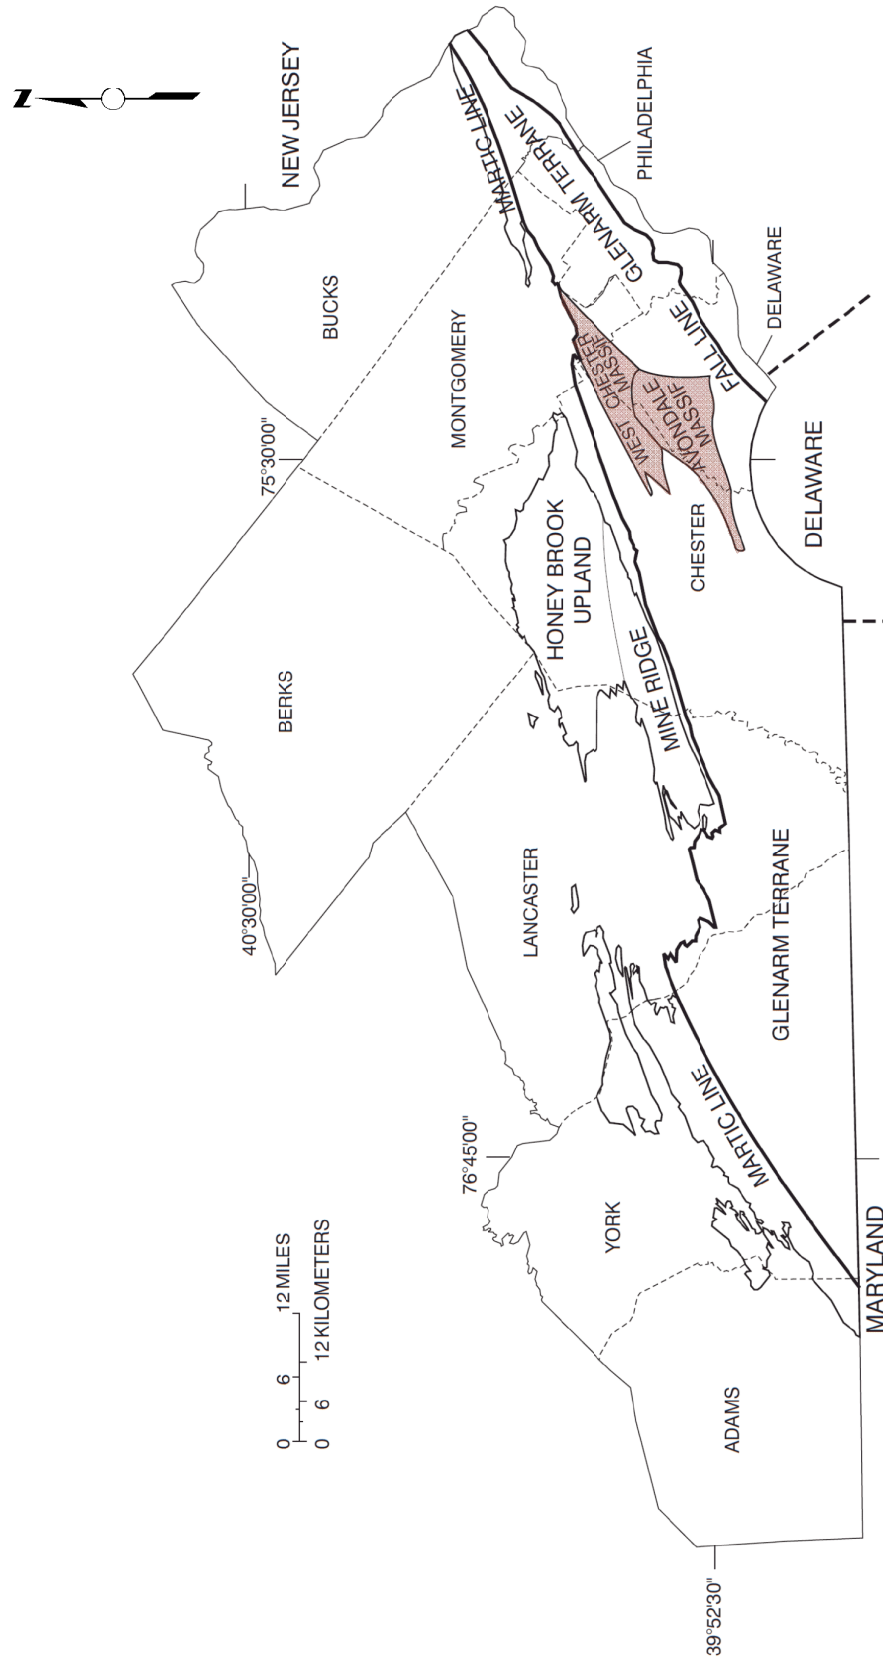 N
NEW JERSEY
BUCKS
MONTGOMERY
BERKS
75°30'00"
40°30'00"
MARTIC LINE
GLENARM TERRANE
PHILADELPHIA
FALL LINE
DELAWARE
WEST
CHESTER
MASSIF
AVONDALE
MASSIF
CHESTER
DELAWARE
HONEY BROOK
UPLAND
MINE RIDGE
LANCASTER
GLENARM TERRANE
76°45'00"
MARTIC LINE
YORK
MARYLAND
ADAMS
39°52'30"
0 6 12 MILES
0 6 12 KILOMETERS